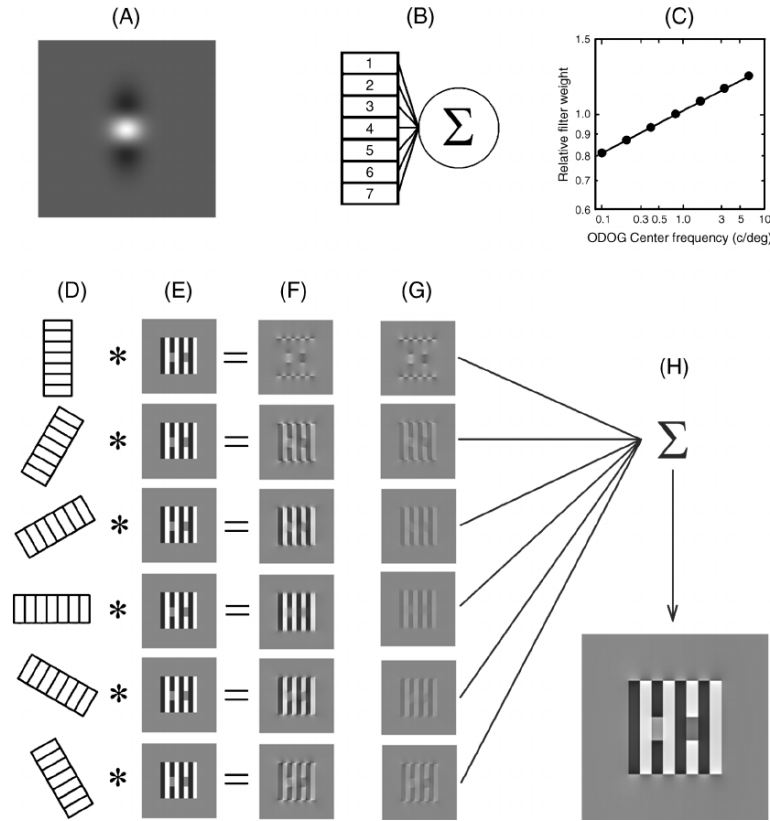 (A)
(B)
(C)
1
2
3
4
5
6
7
Σ
Relative filter weight
1.5
1.0
0.9
0.8
0.7
0.6
0.1 0.3 0.5 1.0 3 5 10
ODOG Center frequency (c/deg)
(D) (E) (F) (G)
(H)
* =
* =
* =
* =
* =
* =
Σ